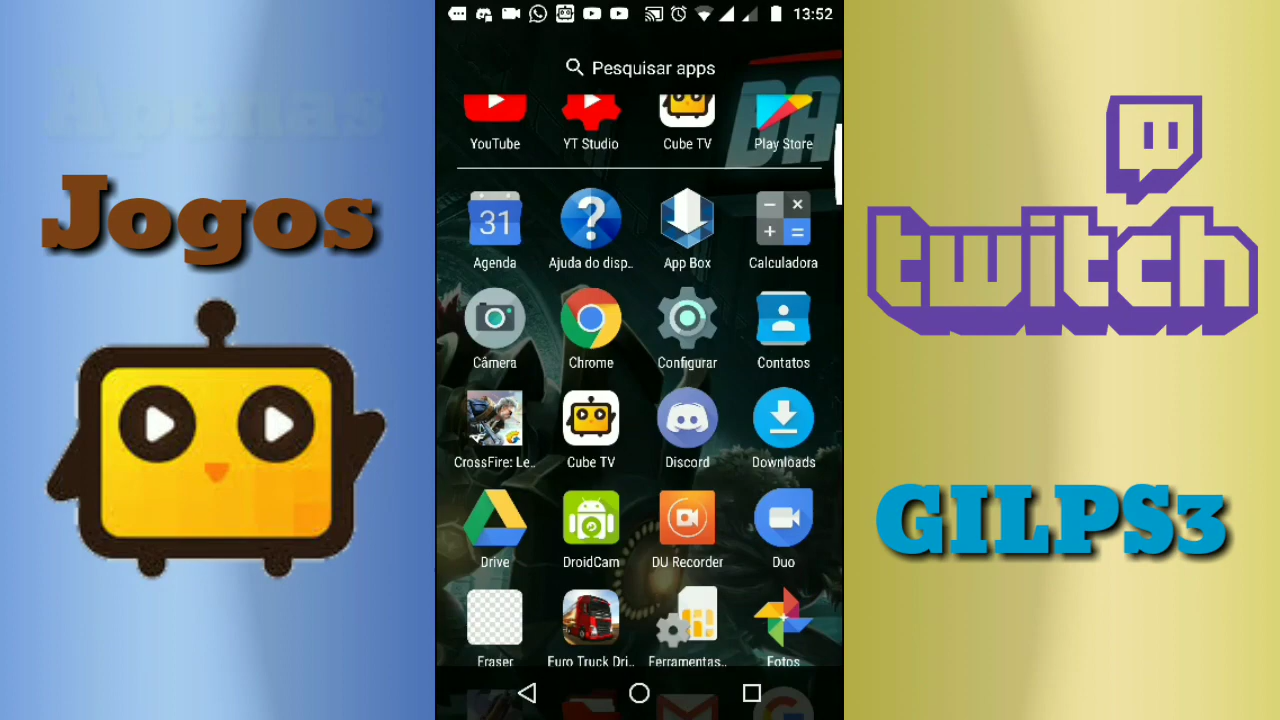 Apenas
Jogos
13:52
Pesquisar apps
YouTube
YT Studio
Cube TV
Play Store
31
Agenda
Ajuda do disp..
App Box
Calculadora
Câmera
Chrome
Configurar
Contatos
CrossFire: Le..
Cube TV
Discord
Downloads
Drive
DroidCam
DU Recorder
Duo
Eraser
Euro Truck Dri..
Ferramentas..
Fotos
twitch
GILPS3